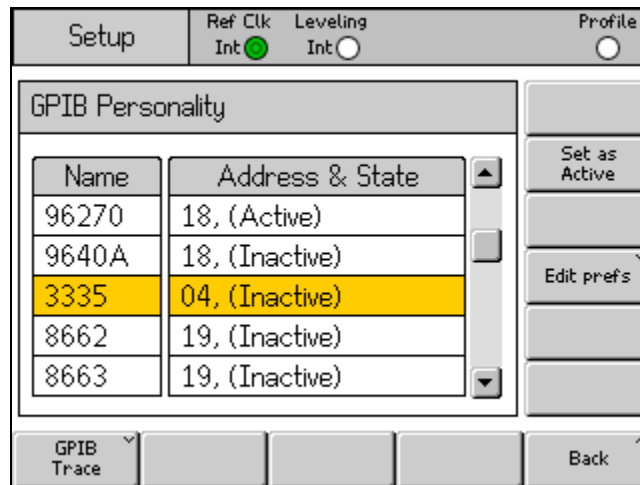 Setup
Ref Clk Leveling Profile
Int Int
GPIB Personality
Name Address & State
96270 18, (Active)
9640A 18, (Inactive)
3335 04, (Inactive)
8662 19, (Inactive)
8663 19, (Inactive)
Set as
Active
Edit prefs
GPIB
Trace
Back